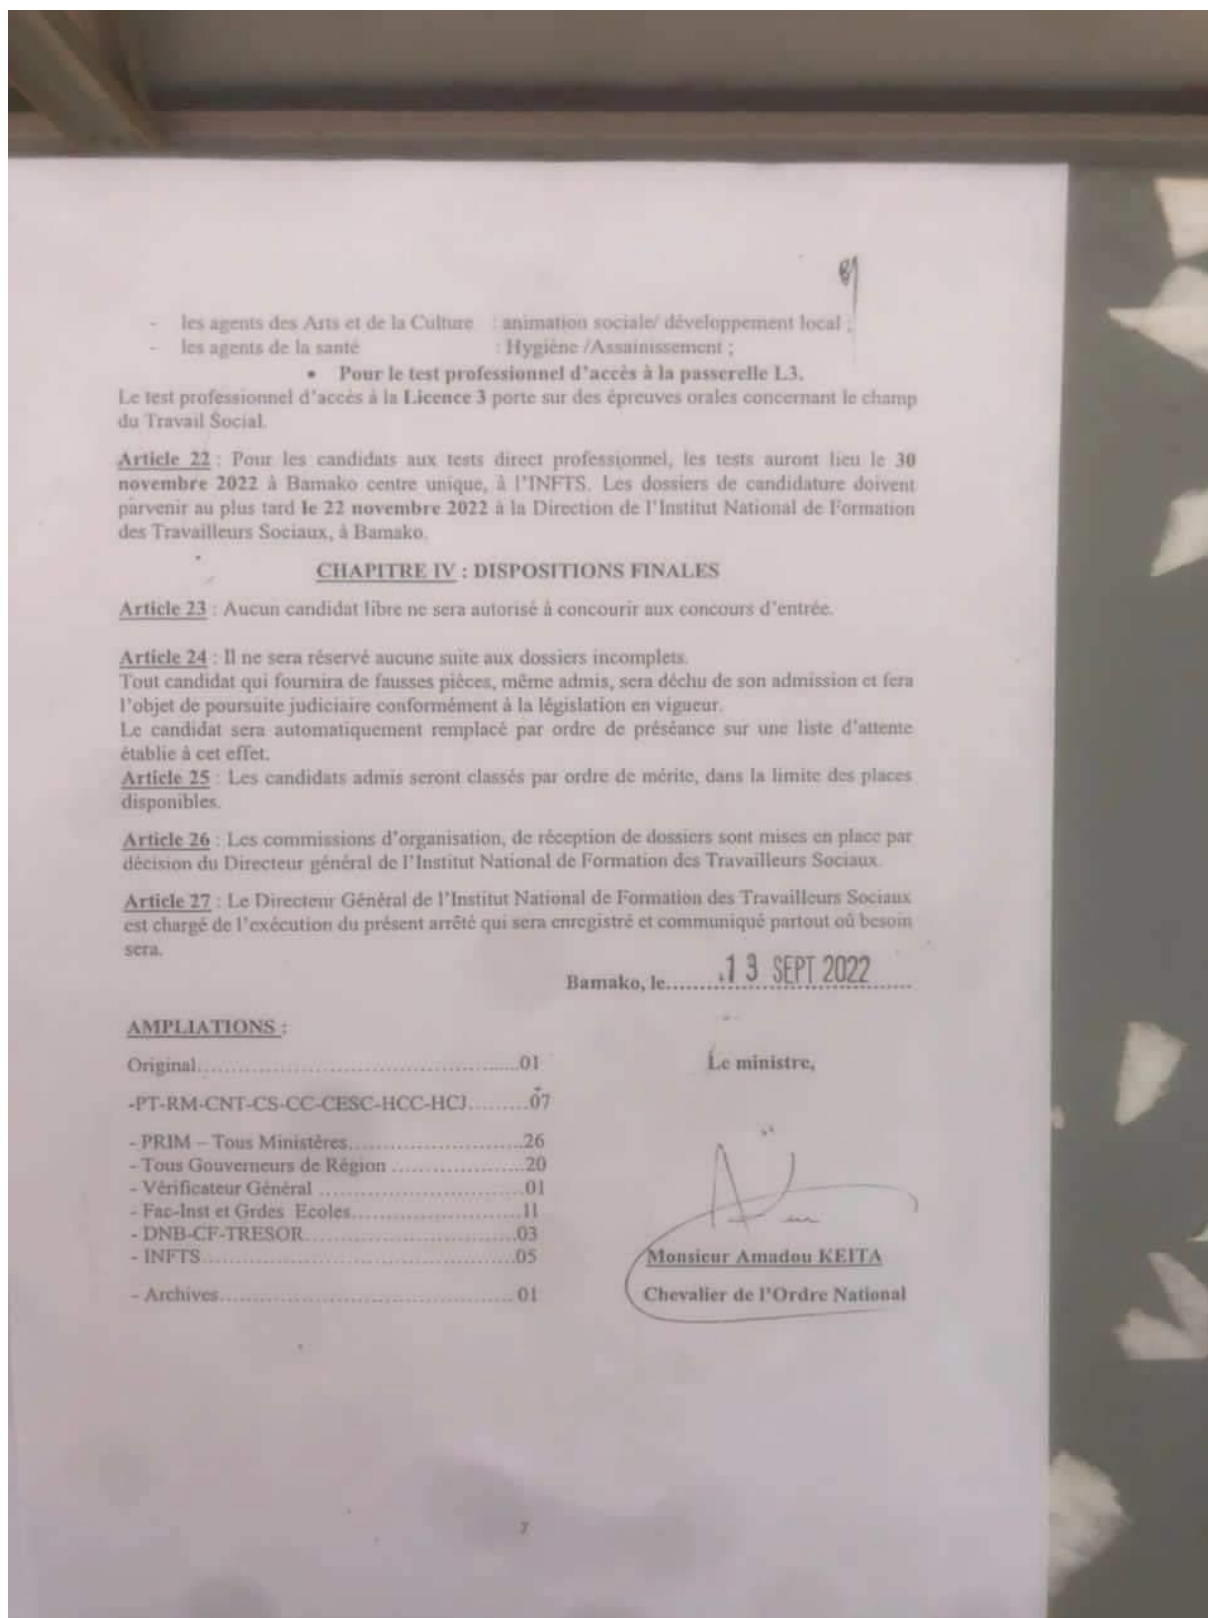 - les agents des Arts et de la Culture : animation sociale/ développement local ;
- les agents de la santé : Hygiène /Assainissement ;
• Pour le test professionnel d'accès à la passerelle L3.
Le test professionnel d'accès à la Licence 3 porte sur des épreuves orales concernant le champ
du Travail Social.
Article 22 : Pour les candidats aux tests direct professionnel, les tests auront lieu le 30
novembre 2022 à Bamako centre unique, à l'INFTS. Les dossiers de candidature doivent
parvenir au plus tard le 22 novembre 2022 à la Direction de l'Institut National de Formation
des Travailleurs Sociaux, à Bamako.
CHAPITRE IV : DISPOSITIONS FINALES
Article 23 : Aucun candidat libre ne sera autorisé à concourir aux concours d'entrée.
Article 24 : Il ne sera réservé aucune suite aux dossiers incomplets.
Tout candidat qui fournira de fausses pièces, même admis, sera déchu de son admission et fera
l'objet de poursuite judiciaire conformément à la législation en vigueur.
Le candidat sera automatiquement remplacé par ordre de préséance sur une liste d'attente
établie à cet effet.
Article 25 : Les candidats admis seront classés par ordre de mérite, dans la limite des places
disponibles.
Article 26 : Les commissions d'organisation, de réception de dossiers sont mises en place par
décision du Directeur général de l'Institut National de Formation des Travailleurs Sociaux.
Article 27 : Le Directeur Général de l'Institut National de Formation des Travailleurs Sociaux
est chargé de l'exécution du présent arrêté qui sera enregistré et communiqué partout où besoin
sera.
Bamako, le..........13 SEPT 2022......
AMPLIATIONS :
Original..........................................01
Le ministre,
-PT-RM-CNT-CS-CC-CESC-HCC-HCJ.........07
- PRIM – Tous Ministères.........................26
- Tous Gouverneurs de Région ...................20
- Vérificateur Général .............................01
- Fac-Inst et Grdes Ecoles........................11
- DNB-CF-TRESOR..............................03
- INFTS.............................................05
Monsieur Amadou KEITA
- Archives..........................................01
Chevalier de l'Ordre National
7